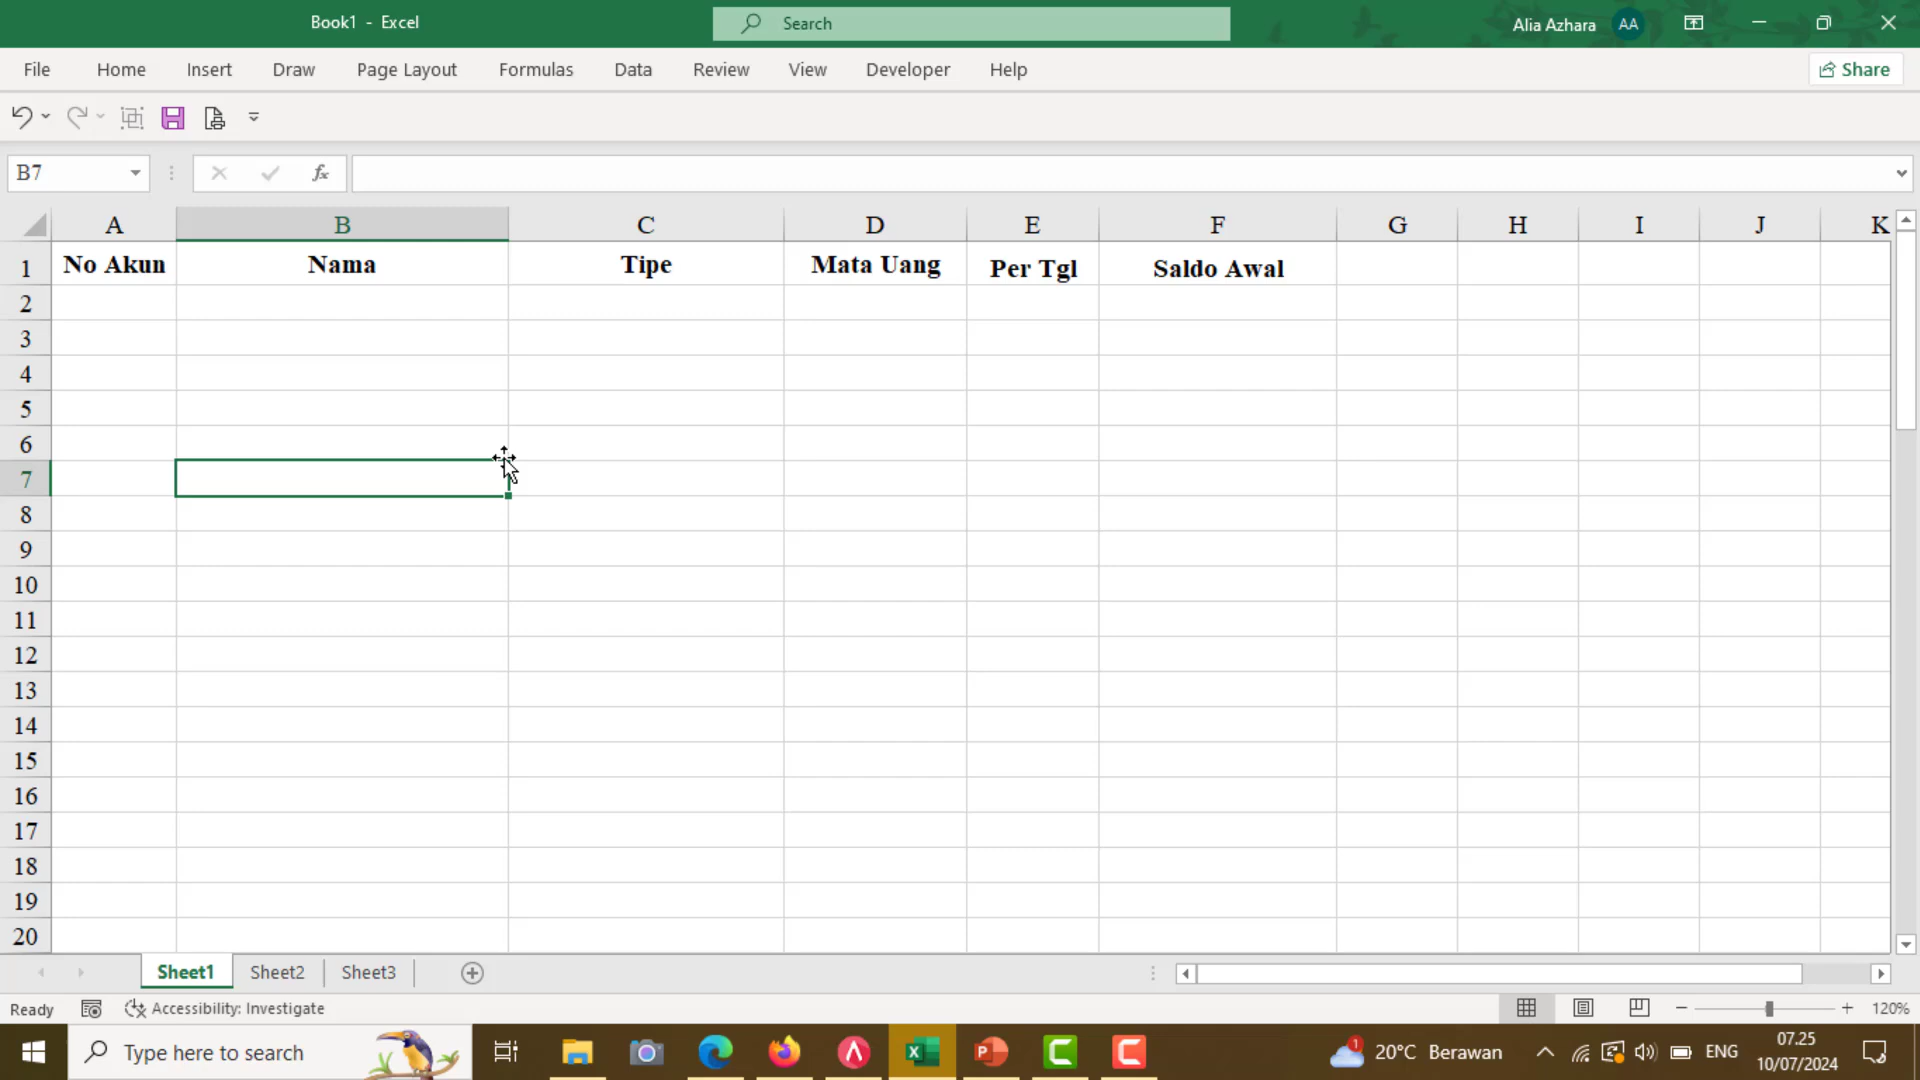 Book1 - Excel
Search
Alia Azhara
AA
File Home Insert Draw Page Layout Formulas Data Review View Developer Help
Share
B7
fx
A B C D E F G H I J K
1 No Akun Nama Tipe Mata Uang Per Tgl Saldo Awal
2
3
4
5
6
7
8
9
10
11
12
13
14
15
16
17
18
19
20
Sheet1 Sheet2 Sheet3
Ready
Accessibility: Investigate
120%
Type here to search
1
20°C Berawan
ENG
07.25
10/07/2024